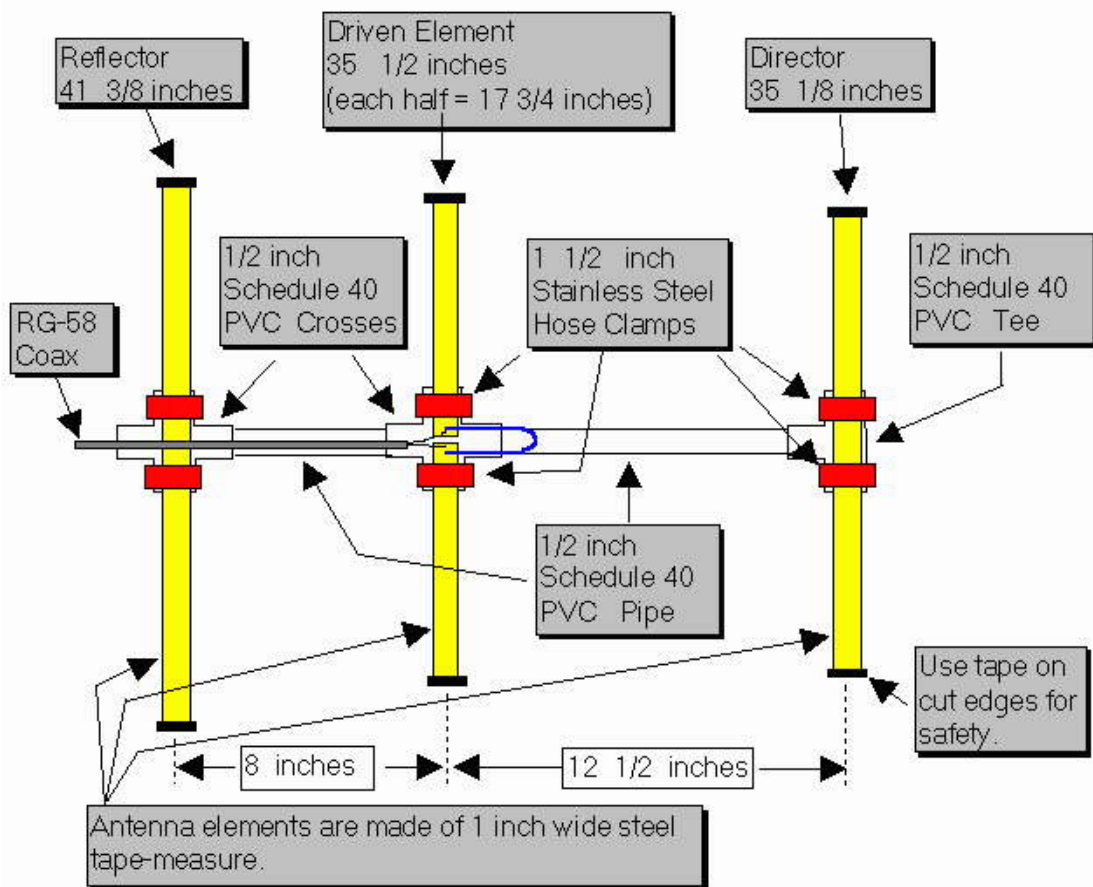 Driven Element
35 1/2 inches
(each half = 17 3/4 inches)
Reflector
41 3/8 inches
Director
35 1/8 inches
1/2 inch
Schedule 40
PVC Crosses
1 1/2 inch
Stainless Steel
Hose Clamps
1/2 inch
Schedule 40
PVC Tee
RG-58
Coax
1/2 inch
Schedule 40
PVC Pipe
Use tape on
cut edges for
safety.
8 inches
12 1/2 inches
Antenna elements are made of 1 inch wide steel
tape-measure.